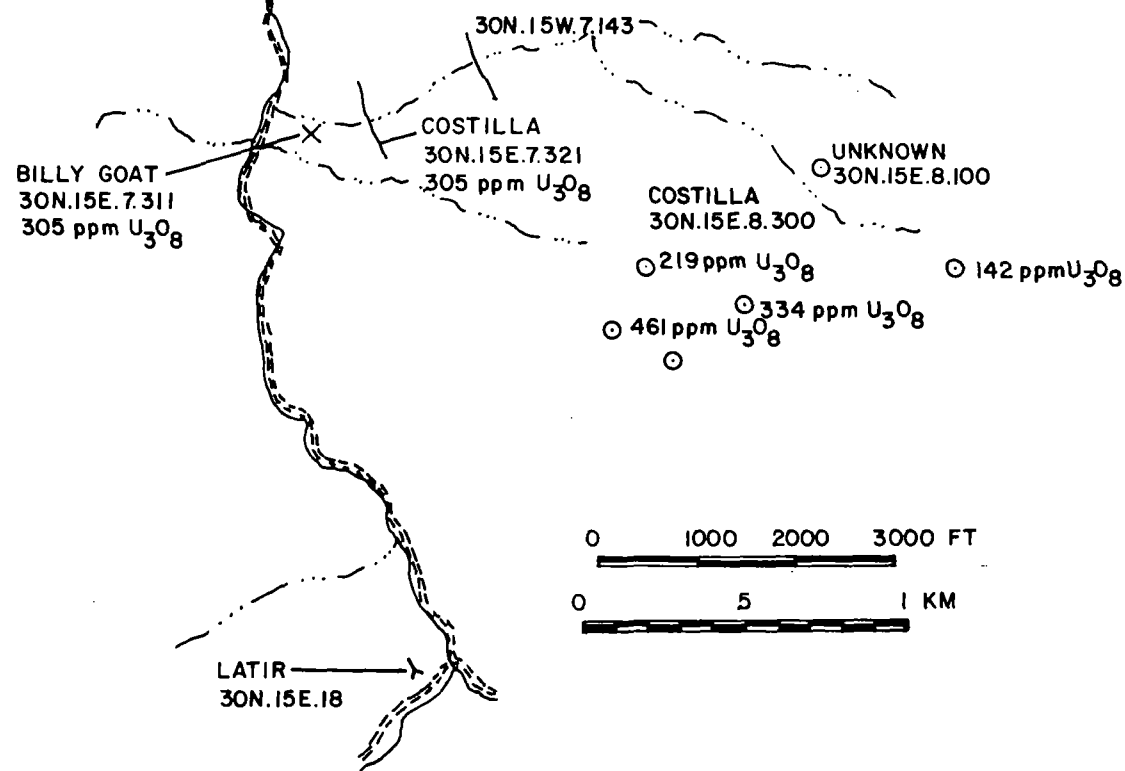 30N.15W.7.143
COSTILLA
30N.15E.7.321
305 ppm U3O8
BILLY GOAT
30N.15E.7.311
305 ppm U3O8
UNKNOWN
30N.15E.8.100
COSTILLA
30N.15E.8.300
219 ppm U3O8
142 ppm U3O8
334 ppm U3O8
461 ppm U3O8
0 1000 2000 3000 FT
0 .5 1 KM
LATIR
30N.15E.18